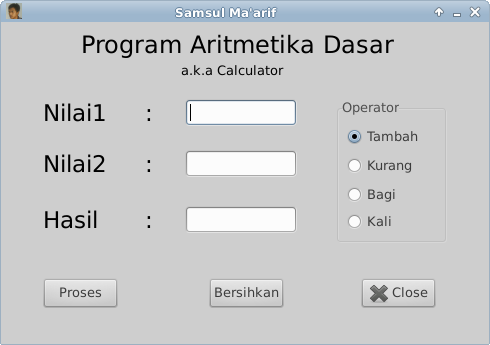 Samsul Ma'arif
Program Aritmetika Dasar
a.k.a Calculator
Nilai1 :
Nilai2 :
Hasil :
Operator
Tambah
Kurang
Bagi
Kali
Proses Bersihkan Close